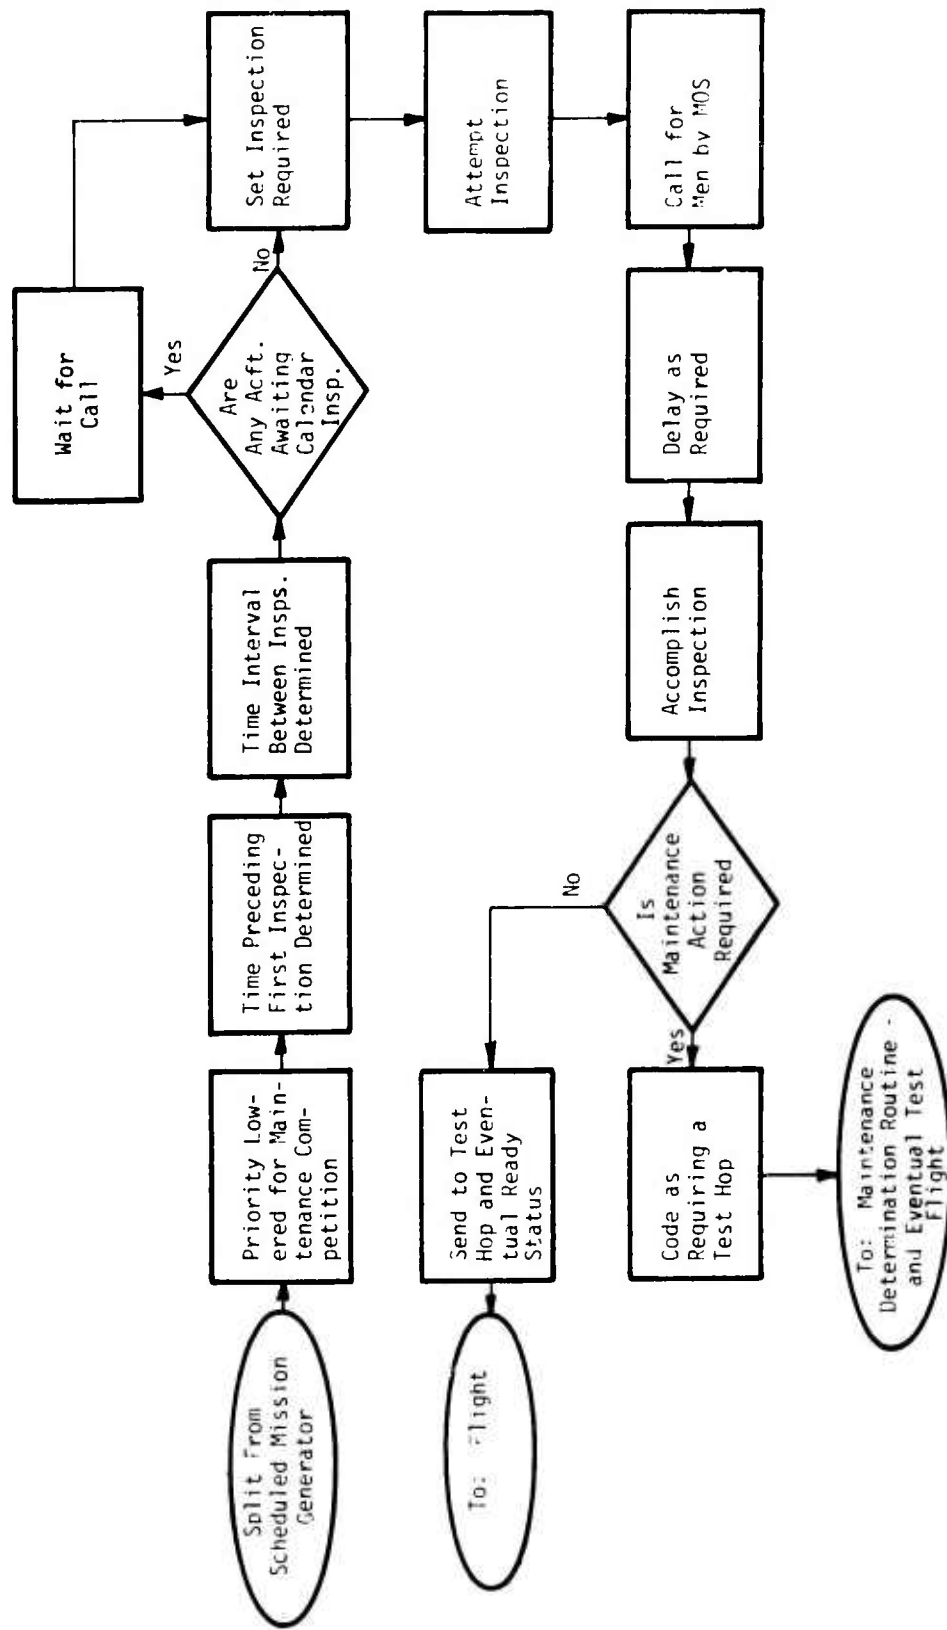 Split From
Scheduled Mission
Generator
Priority Low-
ered for Main-
tenance Com-
petition
Time Preceding
First Inspec-
tion Determined
Time Interval
Between Insps.
Determined
Are
Any Acft.
Awaiting
Calendar
Insp.
Yes
Wait for
Call
No
Set Inspection
Required
Attempt
Inspection
Call for
Men by MOS
Delay as
Required
Accomplish
Inspection
Is
Maintenance
Action
Required
No
Send to Test
Hop and Even-
tual Ready
Status
To: Flight
Yes
Code as
Requiring a
Test Hop
To: Maintenance
Determination Routine -
and Eventual Test
Flight